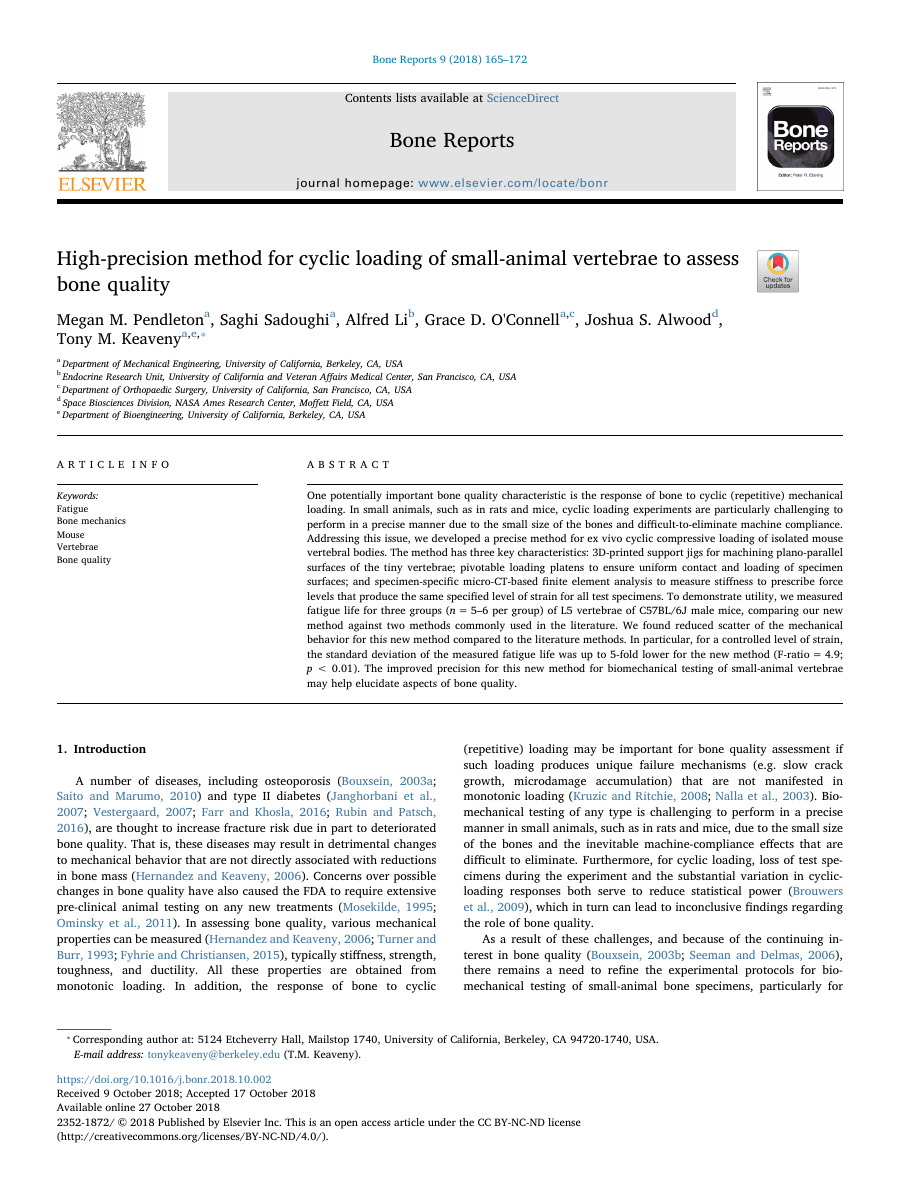 Bone Reports 9 (2018) 165–172
Contents lists available at ScienceDirect
Bone Reports
journal homepage: www.elsevier.com/locate/bonr
ELSEVIER
Bone
Reports
Editor: Peter R. Ebeling
High-precision method for cyclic loading of small-animal vertebrae to assess
bone quality
Check for
updates
Megan M. Pendletonᵃ, Saghi Sadoughiᵃ, Alfred Liᵇ, Grace D. O'Connellᵃ,ᶜ, Joshua S. Alwoodᵈ,
Tony M. Keavenyᵃ,ᵉ,⁎
ᵃ Department of Mechanical Engineering, University of California, Berkeley, CA, USA
ᵇ Endocrine Research Unit, University of California and Veteran Affairs Medical Center, San Francisco, CA, USA
ᶜ Department of Orthopaedic Surgery, University of California, San Francisco, CA, USA
ᵈ Space Biosciences Division, NASA Ames Research Center, Moffett Field, CA, USA
ᵉ Department of Bioengineering, University of California, Berkeley, CA, USA
ARTICLE INFO
Keywords:
Fatigue
Bone mechanics
Mouse
Vertebrae
Bone quality
ABSTRACT
One potentially important bone quality characteristic is the response of bone to cyclic (repetitive) mechanical
loading. In small animals, such as in rats and mice, cyclic loading experiments are particularly challenging to
perform in a precise manner due to the small size of the bones and difficult-to-eliminate machine compliance.
Addressing this issue, we developed a precise method for ex vivo cyclic compressive loading of isolated mouse
vertebral bodies. The method has three key characteristics: 3D-printed support jigs for machining plano-parallel
surfaces of the tiny vertebrae; pivotable loading platens to ensure uniform contact and loading of specimen
surfaces; and specimen-specific micro-CT-based finite element analysis to measure stiffness to prescribe force
levels that produce the same specified level of strain for all test specimens. To demonstrate utility, we measured
fatigue life for three groups (n = 5–6 per group) of L5 vertebrae of C57BL/6J male mice, comparing our new
method against two methods commonly used in the literature. We found reduced scatter of the mechanical
behavior for this new method compared to the literature methods. In particular, for a controlled level of strain,
the standard deviation of the measured fatigue life was up to 5-fold lower for the new method (F-ratio = 4.9;
p < 0.01). The improved precision for this new method for biomechanical testing of small-animal vertebrae
may help elucidate aspects of bone quality.
1. Introduction
A number of diseases, including osteoporosis (Bouxsein, 2003a;
Saito and Marumo, 2010) and type II diabetes (Janghorbani et al.,
2007; Vestergaard, 2007; Farr and Khosla, 2016; Rubin and Patsch,
2016), are thought to increase fracture risk due in part to deteriorated
bone quality. That is, these diseases may result in detrimental changes
to mechanical behavior that are not directly associated with reductions
in bone mass (Hernandez and Keaveny, 2006). Concerns over possible
changes in bone quality have also caused the FDA to require extensive
pre-clinical animal testing on any new treatments (Mosekilde, 1995;
Ominsky et al., 2011). In assessing bone quality, various mechanical
properties can be measured (Hernandez and Keaveny, 2006; Turner and
Burr, 1993; Fyhrie and Christiansen, 2015), typically stiffness, strength,
toughness, and ductility. All these properties are obtained from
monotonic loading. In addition, the response of bone to cyclic
(repetitive) loading may be important for bone quality assessment if
such loading produces unique failure mechanisms (e.g. slow crack
growth, microdamage accumulation) that are not manifested in
monotonic loading (Kruzic and Ritchie, 2008; Nalla et al., 2003). Bio-
mechanical testing of any type is challenging to perform in a precise
manner in small animals, such as in rats and mice, due to the small size
of the bones and the inevitable machine-compliance effects that are
difficult to eliminate. Furthermore, for cyclic loading, loss of test spe-
cimens during the experiment and the substantial variation in cyclic-
loading responses both serve to reduce statistical power (Brouwers
et al., 2009), which in turn can lead to inconclusive findings regarding
the role of bone quality.
As a result of these challenges, and because of the continuing in-
terest in bone quality (Bouxsein, 2003b; Seeman and Delmas, 2006),
there remains a need to refine the experimental protocols for bio-
mechanical testing of small-animal bone specimens, particularly for
⁎ Corresponding author at: 5124 Etcheverry Hall, Mailstop 1740, University of California, Berkeley, CA 94720-1740, USA.
E-mail address: tonykeaveny@berkeley.edu (T.M. Keaveny).
https://doi.org/10.1016/j.bonr.2018.10.002
Received 9 October 2018; Accepted 17 October 2018
Available online 27 October 2018
2352-1872/ © 2018 Published by Elsevier Inc. This is an open access article under the CC BY-NC-ND license
(http://creativecommons.org/licenses/BY-NC-ND/4.0/).